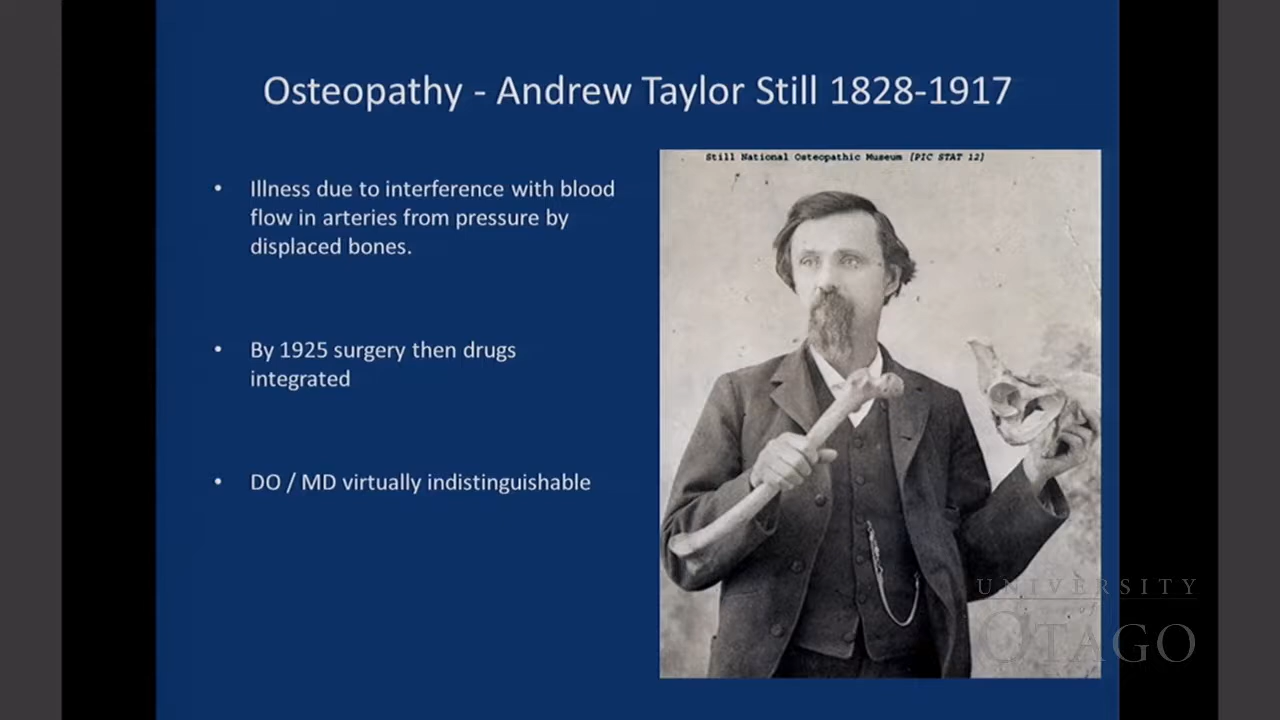 Osteopathy - Andrew Taylor Still 1828-1917
• Illness due to interference with blood
flow in arteries from pressure by
displaced bones.
• By 1925 surgery then drugs
integrated
• DO / MD virtually indistinguishable
Still National Osteopathic Museum [PIC STAT 12]
UNIVERSITY
of
OTAGO